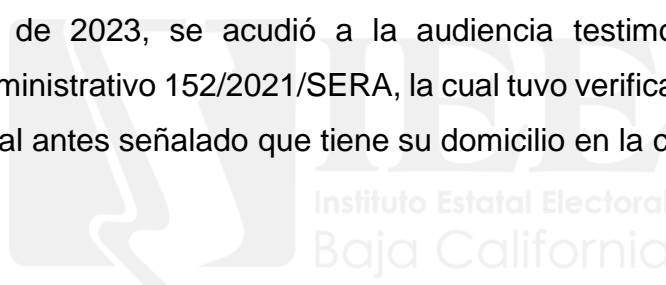 de 2023, se acudió a la audiencia testimo
ministrativo 152/2021/SERA, la cual tuvo verifica
al antes señalado que tiene su domicilio en la c
IEE
Instituto Estatal Electoral
Baja California